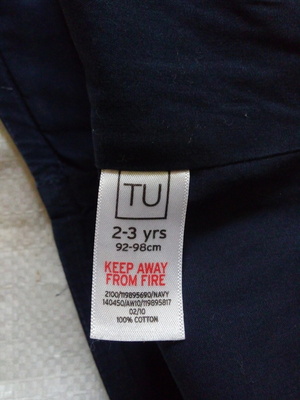 TU
2-3 yrs
92-98cm
KEEP AWAY
FROM FIRE
2100/119895690/NAVY
140450/AW10/119895817
02/10
100% COTTON